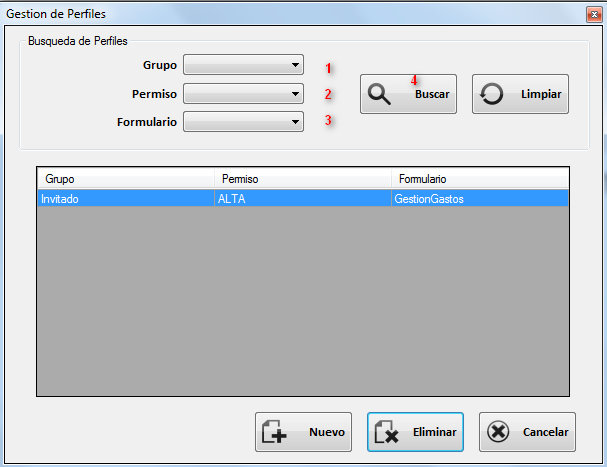 Gestion de Perfiles
Busqueda de Perfiles
Grupo 1
Permiso 2
Formulario 3
4
Buscar Limpiar
Grupo Permiso Formulario
Invitado ALTA GestionGastos
Nuevo Eliminar Cancelar